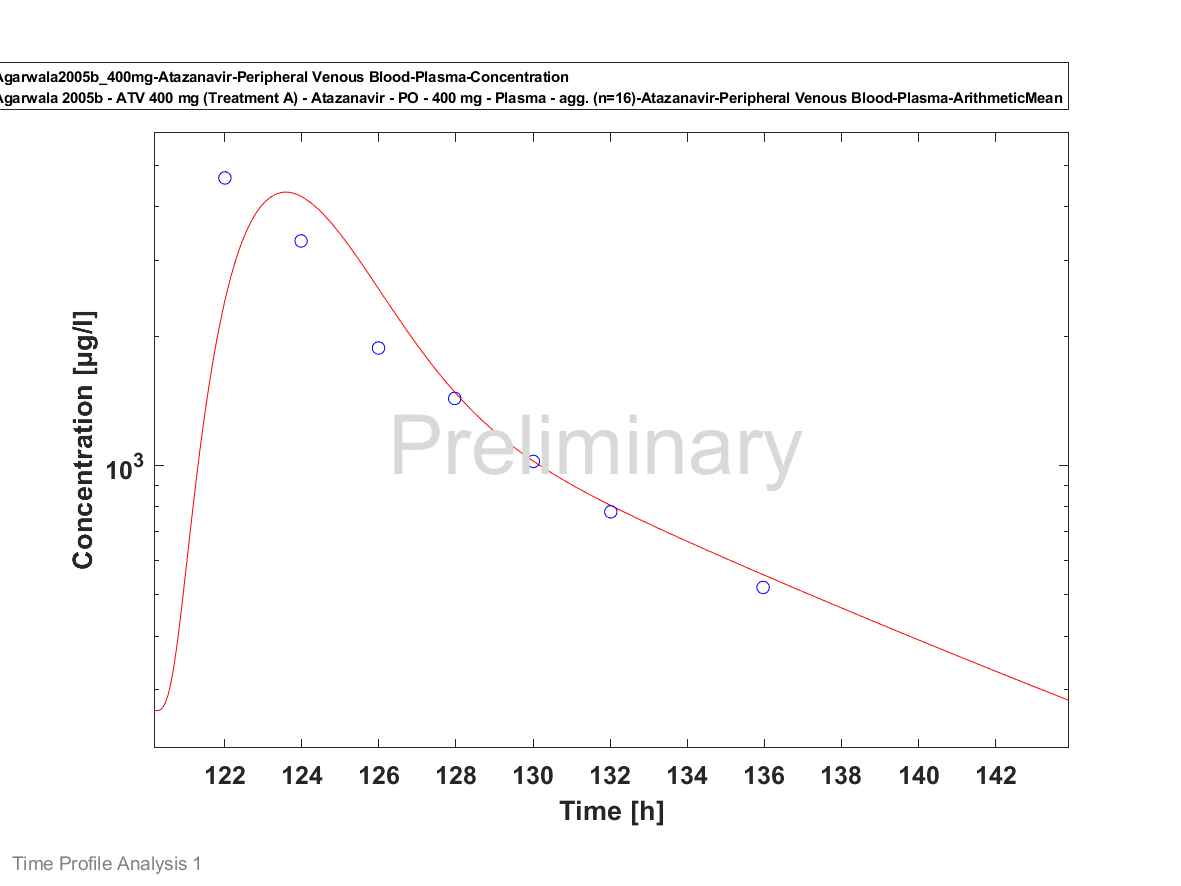 Agarwala2005b_400mg-Atazanavir-Peripheral Venous Blood-Plasma-Concentration
Agarwala 2005b - ATV 400 mg (Treatment A) - Atazanavir - PO - 400 mg - Plasma - agg. (n=16)-Atazanavir-Peripheral Venous Blood-Plasma-ArithmeticMean
Concentration [µg/l]
10³
Preliminary
122 124 126 128 130 132 134 136 138 140 142
Time [h]
Time Profile Analysis 1